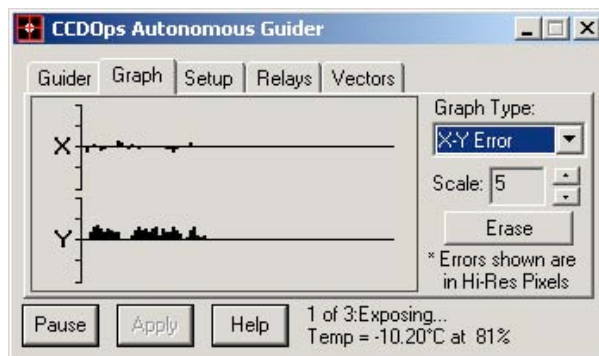 CCDOps Autonomous Guider
Guider Graph Setup Relays Vectors
X
Y
Graph Type:
X-Y Error
Scale: 5
Erase
* Errors shown are
in Hi-Res Pixels
Pause Apply Help
1 of 3:Exposing...
Temp = -10.20°C at 81%